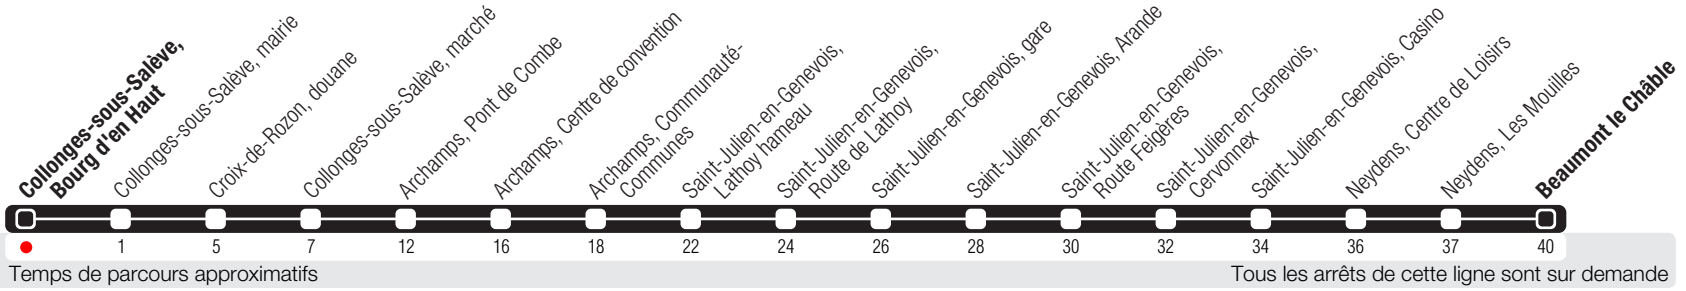 Collonges-sous-Salève,
Bourg d'en Haut
Collonges-sous-Salève, mairie
Croix-de-Rozon, douane
Collonges-sous-Salève, marché
Archamps, Pont de Combe
Archamps, Centre de convention
Archamps, Communauté-
Communes
Saint-Julien-en-Genevois,
Lathoy hameau
Saint-Julien-en-Genevois,
Route de Lathoy
Saint-Julien-en-Genevois, gare
Saint-Julien-en-Genevois, Arande
Saint-Julien-en-Genevois,
Route Feigères
Saint-Julien-en-Genevois,
Cervonnex
Saint-Julien-en-Genevois, Casino
Neydens, Centre de Loisirs
Neydens, Les Mouilles
Beaumont le Châble
1 5 7 12 16 18 22 24 26 28 30 32 34 36 37 40
Temps de parcours approximatifs
Tous les arrêts de cette ligne sont sur demande